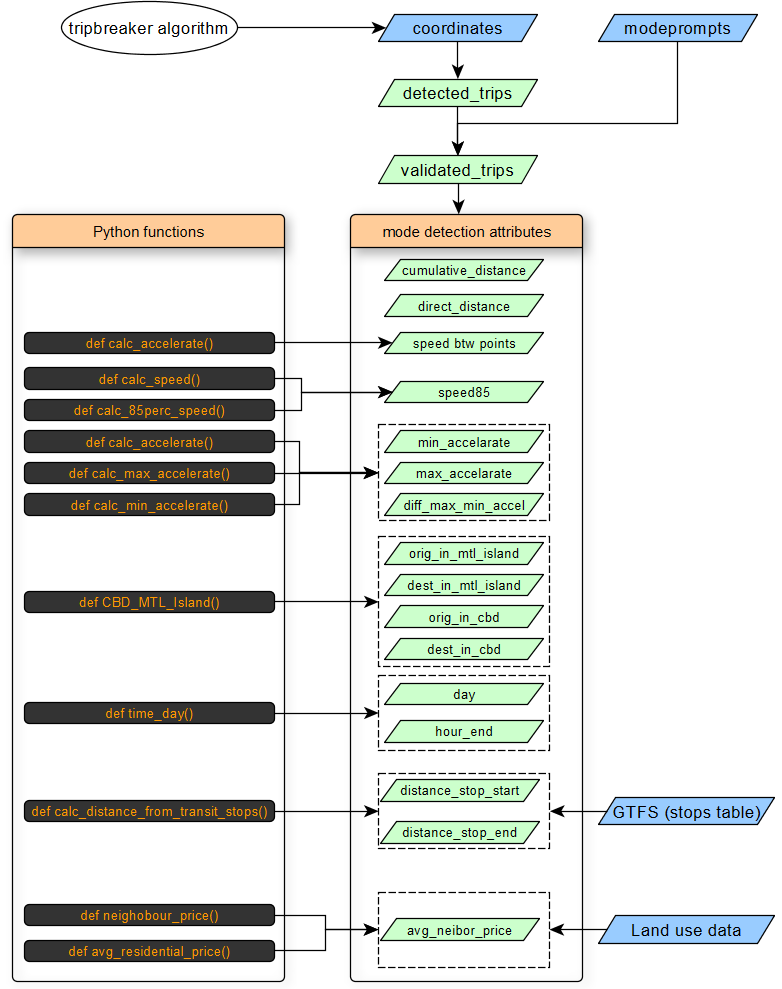 tripbreaker algorithm
coordinates
modeprompts
detected_trips
validated_trips
Python functions
mode detection attributes
cumulative_distance
direct_distance
def calc_accelerate()
speed btw points
def calc_speed()
def calc_85perc_speed()
speed85
def calc_accelerate()
def calc_max_accelerate()
def calc_min_accelerate()
min_accelarate
max_accelarate
diff_max_min_accel
def CBD_MTL_Island()
orig_in_mtl_island
dest_in_mtl_island
orig_in_cbd
dest_in_cbd
def time_day()
day
hour_end
def calc_distance_from_transit_stops()
distance_stop_start
distance_stop_end
GTFS (stops table)
def neighobour_price()
def avg_residential_price()
avg_neibor_price
Land use data